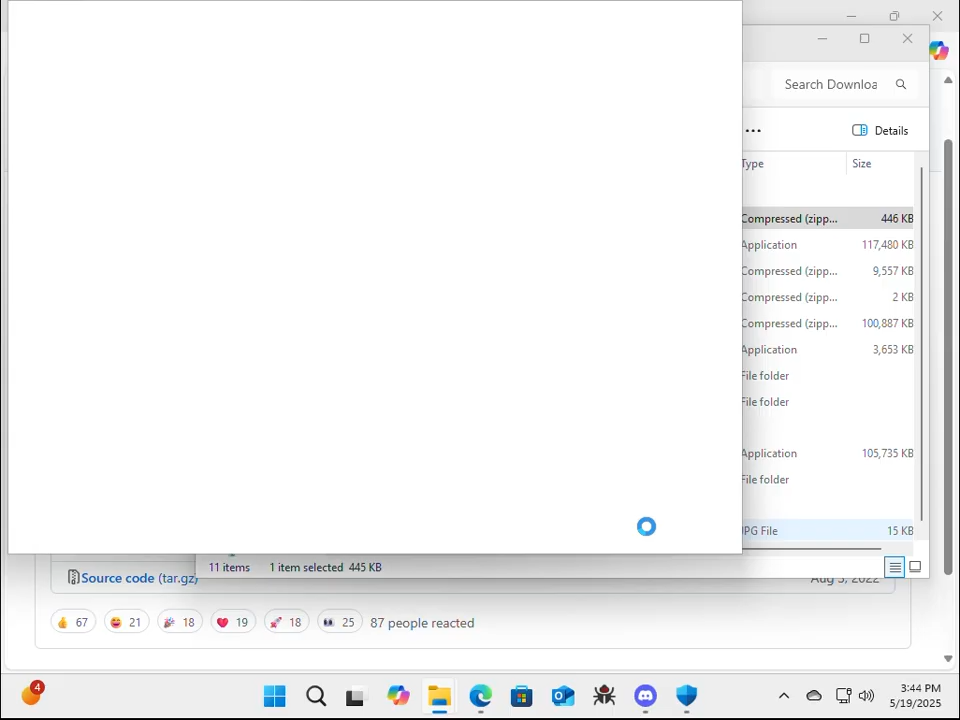 Search Downloa
...
Details
Type
Size
Compressed (zipp...
446 KB
Application
117,480 KB
Compressed (zipp...
9,557 KB
Compressed (zipp...
2 KB
Compressed (zipp...
100,887 KB
Application
3,653 KB
File folder
File folder
Application
105,735 KB
File folder
JPG File
15 KB
11 items
1 item selected 445 KB
Source code (tar.gz)
Aug 5, 2022
67
21
18
19
18
25
87 people reacted
4
3:44 PM
5/19/2025